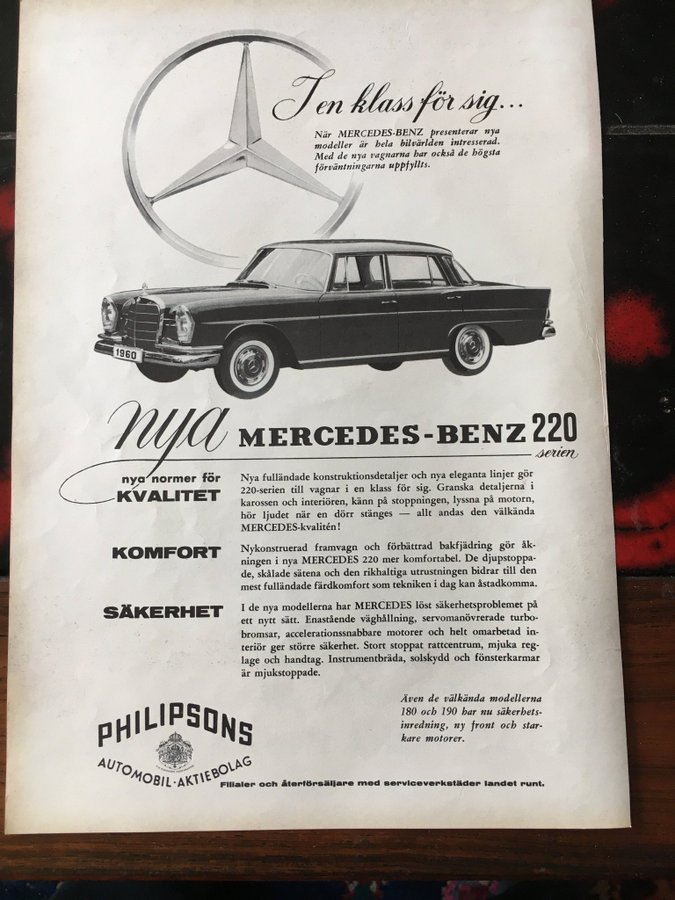 I en klass för sig...
När MERCEDES-BENZ presenterar nya
modeller är hela bilvärlden intresserad.
Med de nya vagnarna har också de högsta
förväntningarna uppfyllts.
1960
nya MERCEDES-BENZ 220
serien
nya normer för
KVALITET
Nya fulländade konstruktionsdetaljer och nya eleganta linjer gör
220-serien till vagnar i en klass för sig. Granska detaljerna i
karossen och interiören, känn på stoppningen, lyssna på motorn,
hör ljudet när en dörr stänges — allt andas den välkända
MERCEDES-kvalitén!
KOMFORT
Nykonstruerad framvagn och förbättrad bakfjädring gör åk-
ningen i nya MERCEDES 220 mer komfortabel. De djupstoppa-
de, skålade sätena och den rikhaltiga utrustningen bidrar till den
mest fulländade färdkomfort som tekniken i dag kan åstadkomma.
SÄKERHET
I de nya modellerna har MERCEDES löst säkerhetsproblemet på
ett nytt sätt. Enastående väghållning, servomanövrerade turbo-
bromsar, accelerationssnabbare motorer och helt omarbetad in-
teriör ger större säkerhet. Stort stoppat rattcentrum, mjuka reg-
lage och handtag. Instrumentbräda, solskydd och fönsterkarmar
är mjukstoppade.
Även de välkända modellerna
180 och 190 har nu säkerhets-
inredning, ny front och star-
kare motorer.
PHILIPSONS
AUTOMOBIL-AKTIEBOLAG
Filialer och återförsäljare med serviceverkstäder landet runt.